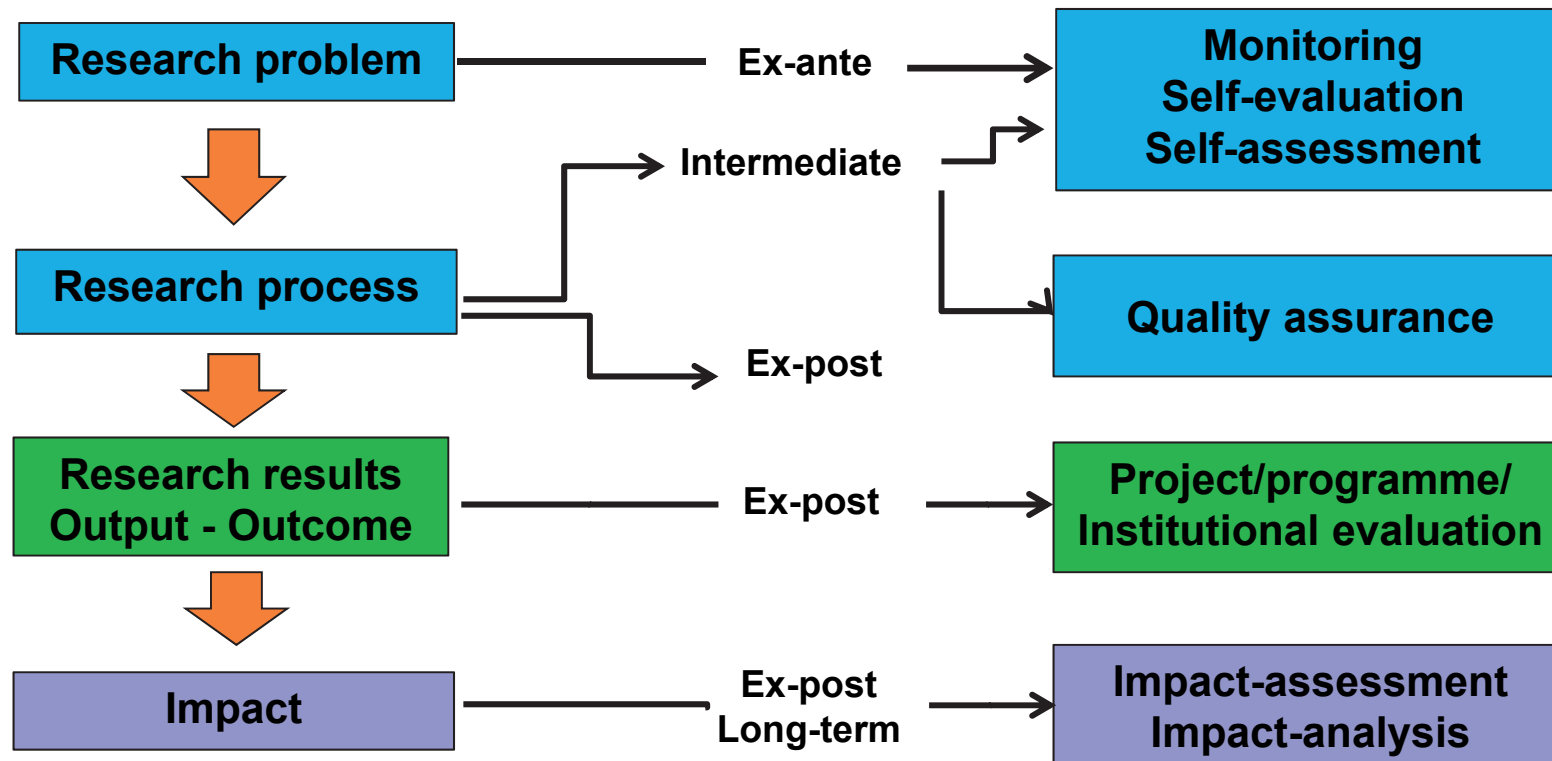 Research problem
Ex-ante
Monitoring
Self-evaluation
Self-assessment
Intermediate
Research process
Quality assurance
Ex-post
Research results
Output - Outcome
Ex-post
Project/programme/
Institutional evaluation
Impact
Ex-post
Long-term
Impact-assessment
Impact-analysis